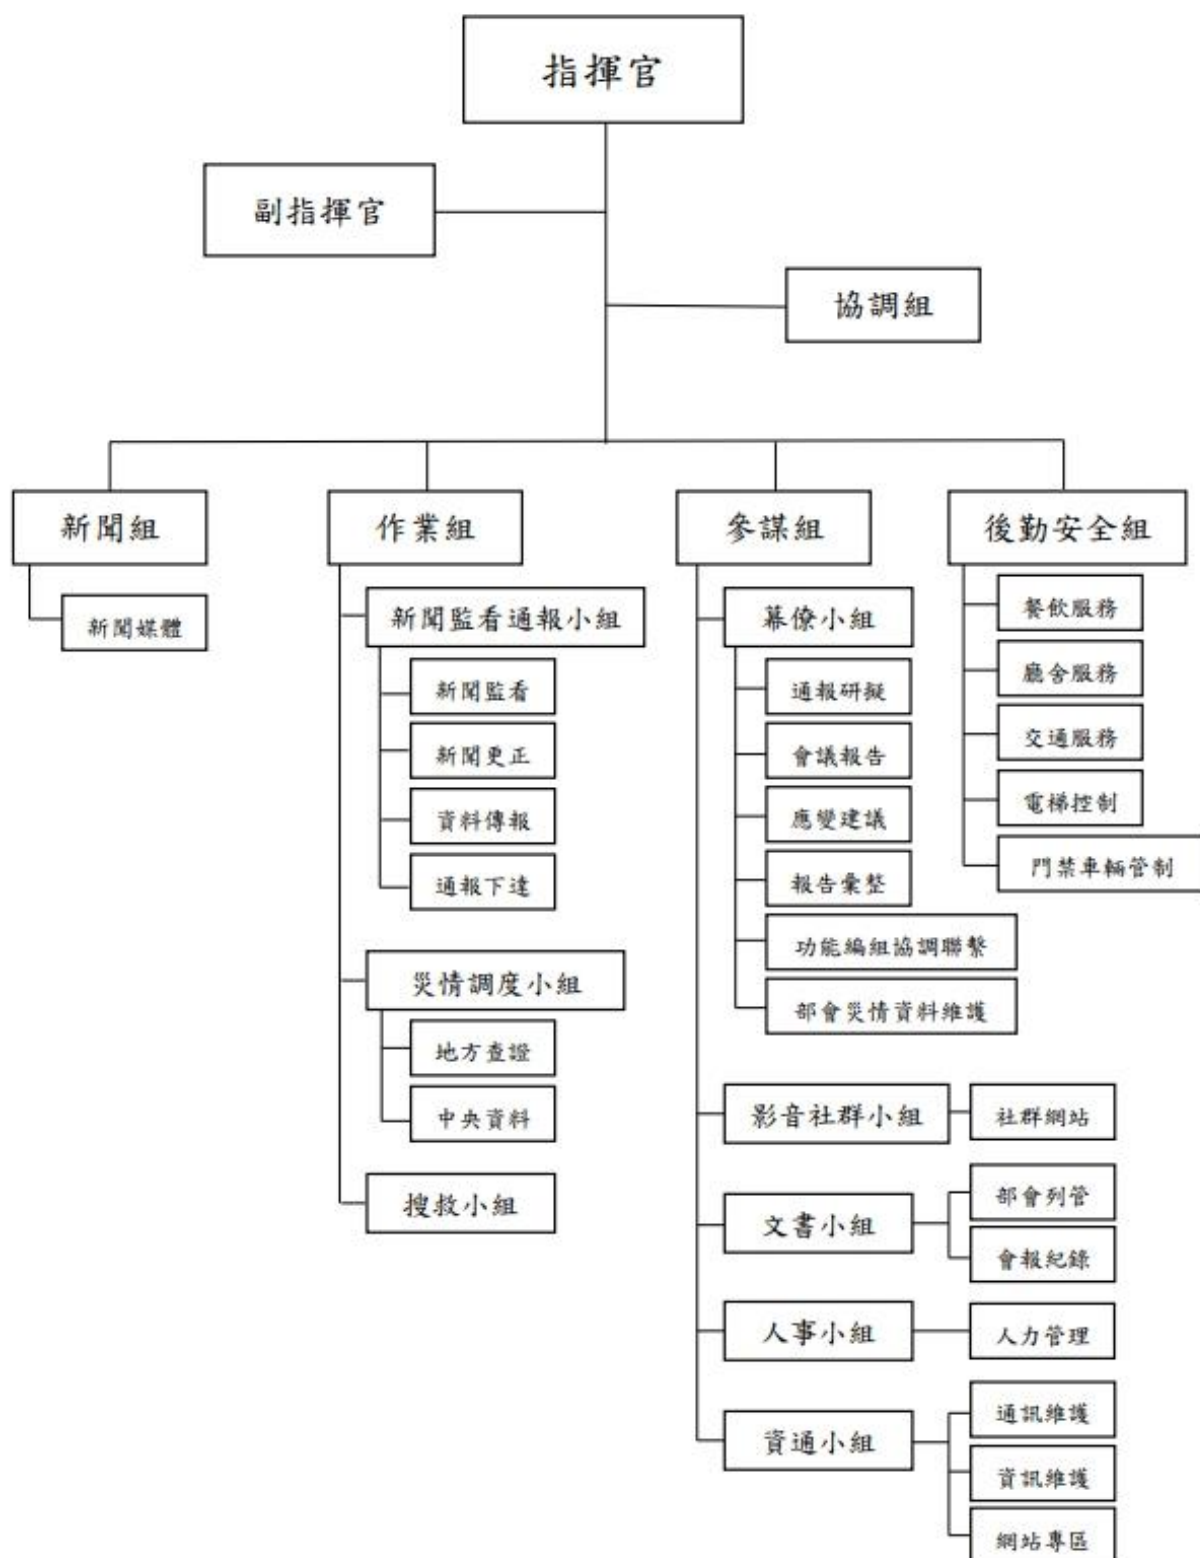 指揮官
副指揮官
協調組
新聞組
新聞媒體
作業組
新聞監看通報小組
新聞監看
新聞更正
資料傳報
通報下達
災情調度小組
地方查證
中央資料
搜救小組
參謀組
幕僚小組
通報研擬
會議報告
應變建議
報告彙整
功能編組協調聯繫
部會災情資料維護
影音社群小組
社群網站
文書小組
部會列管
會報紀錄
人事小組
人力管理
資通小組
通訊維護
資訊維護
網站專區
後勤安全組
餐飲服務
廳舍服務
交通服務
電梯控制
門禁車輛管制